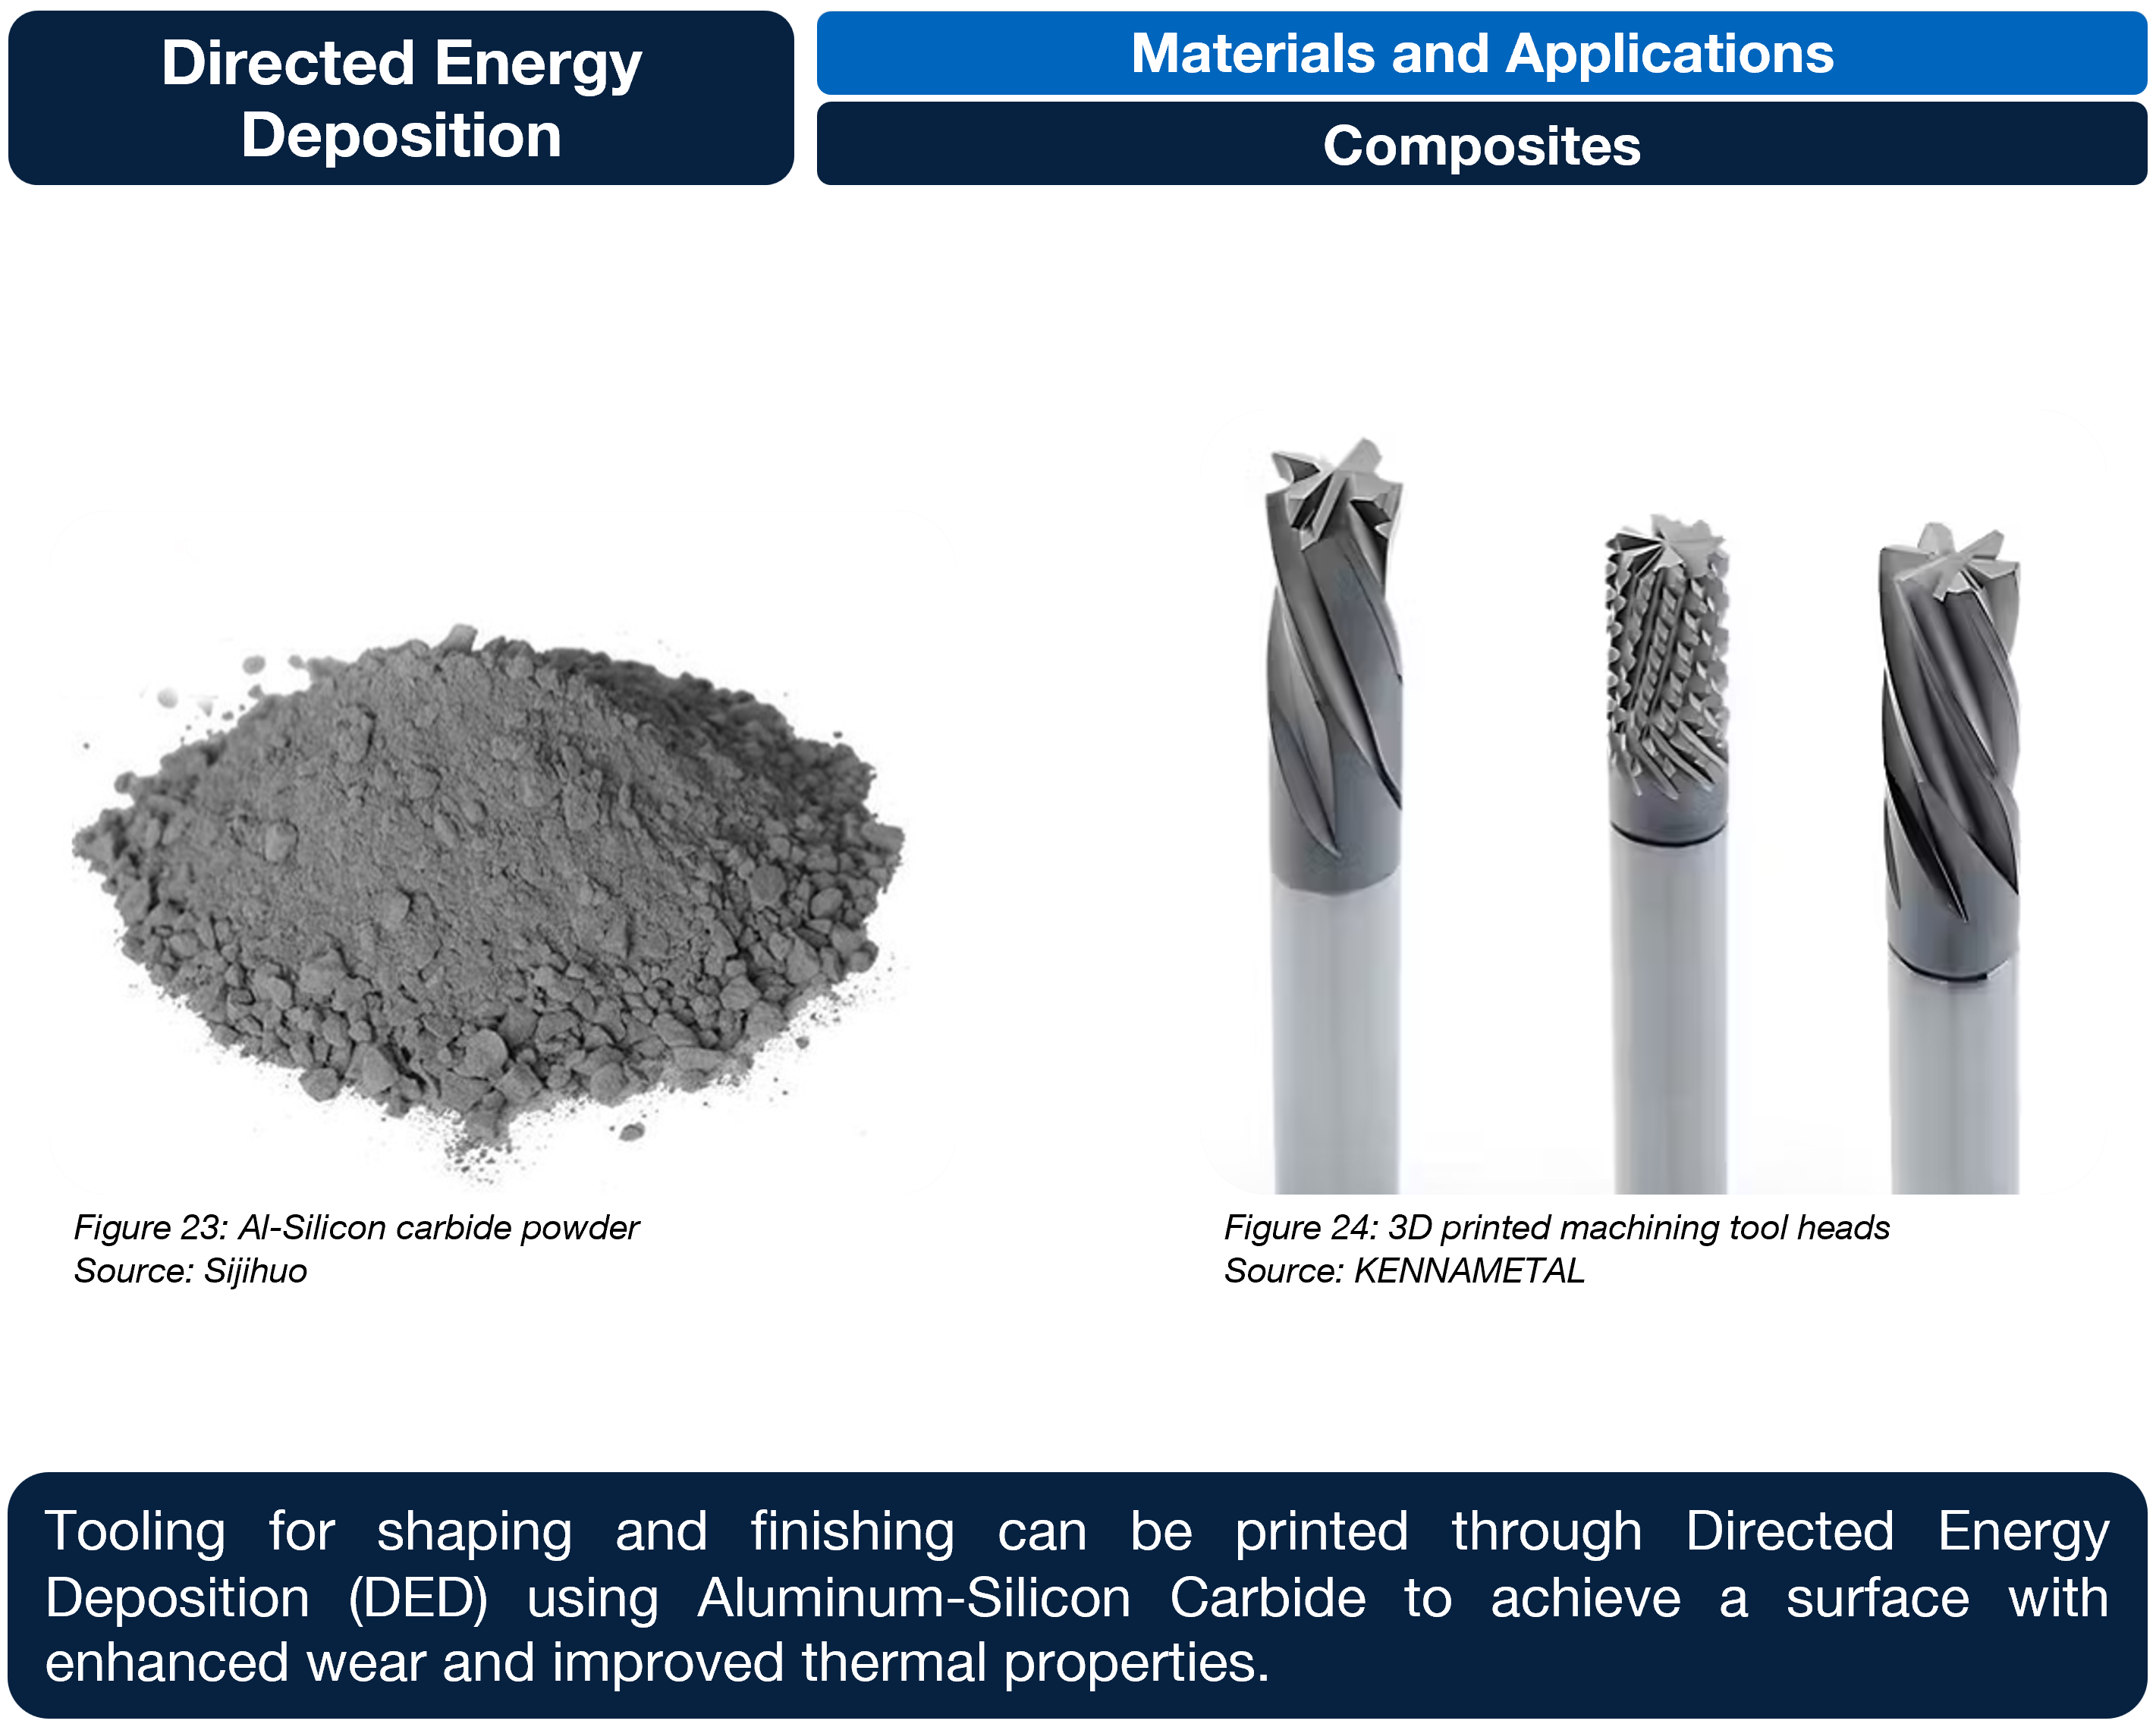 Directed Energy
Deposition
Materials and Applications
Composites
Figure 23: Al-Silicon carbide powder
Source: Sijihuo
Figure 24: 3D printed machining tool heads
Source: KENNAMETAL
Tooling for shaping and finishing can be printed through Directed Energy
Deposition (DED) using Aluminum-Silicon Carbide to achieve a surface with
enhanced wear and improved thermal properties.